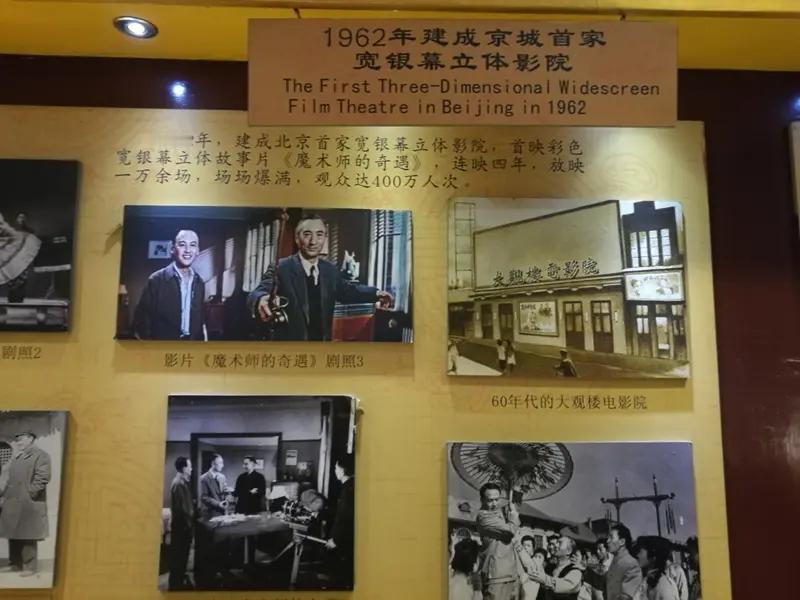 1962年建成京城首家
宽银幕立体影院
The First Three-Dimensional Widescreen
Film Theatre in Beijing in 1962
2年，建成北京首家宽银幕立体影院，首映彩色
宽银幕立体故事片《魔术师的奇遇》，连映四年，放映
一万余场，场场爆满，观众达400万人次。
大观楼電影院
剧照2
影片《魔术师的奇遇》剧照3
60年代的大观楼电影院